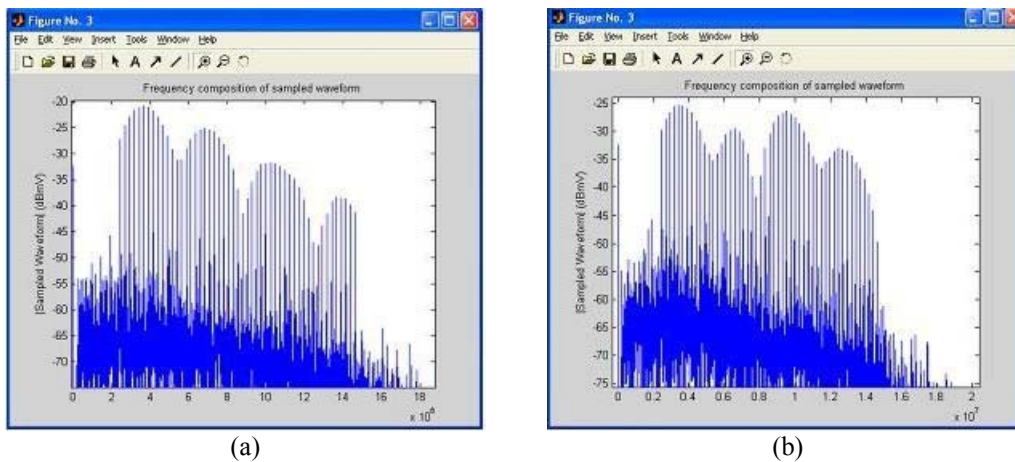 Figure No. 3
File Edit View Insert Tools Window Help
Frequency composition of sampled waveform
|Sampled Waveform| (dBmV)
-20
-25
-30
-35
-40
-45
-50
-55
-60
-65
-70
0 2 4 6 8 10 12 14 16 18
x 10^6
(a)
Figure No. 3
File Edit View Insert Tools Window Help
Frequency composition of sampled waveform
|Sampled Waveform| (dBmV)
-25
-30
-35
-40
-45
-50
-55
-60
-65
-70
-75
0 0.2 0.4 0.6 0.8 1 1.2 1.4 1.6 1.8 2
x 10^7
(b)